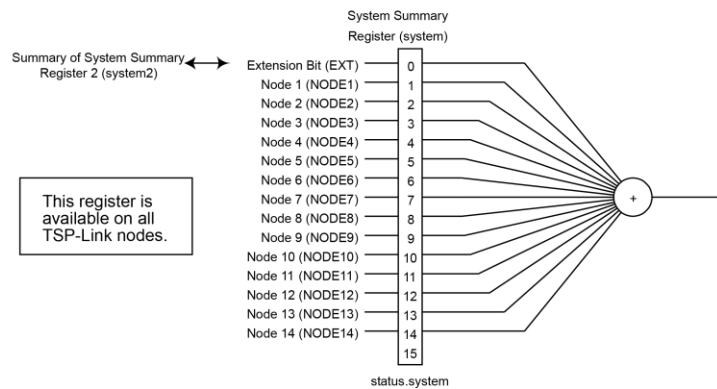 System Summary
Register (system)
Summary of System Summary
Register 2 (system2)
Extension Bit (EXT) 0
Node 1 (NODE1) 1
Node 2 (NODE2) 2
Node 3 (NODE3) 3
Node 4 (NODE4) 4
Node 5 (NODE5) 5
Node 6 (NODE6) 6
Node 7 (NODE7) 7
Node 8 (NODE8) 8
Node 9 (NODE9) 9
Node 10 (NODE10) 10
Node 11 (NODE11) 11
Node 12 (NODE12) 12
Node 13 (NODE13) 13
Node 14 (NODE14) 14
15
+
This register is
available on all
TSP-Link nodes.
status.system